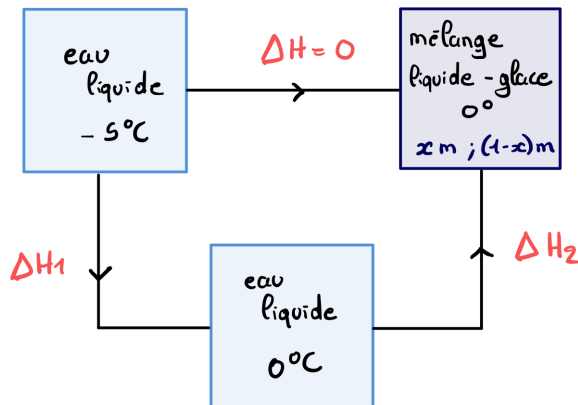 eau
liquide
- 5°C
ΔH = 0
mélange
liquide - glace
0°
xm ; (1-x)m
ΔH1
ΔH2
eau
liquide
0°C